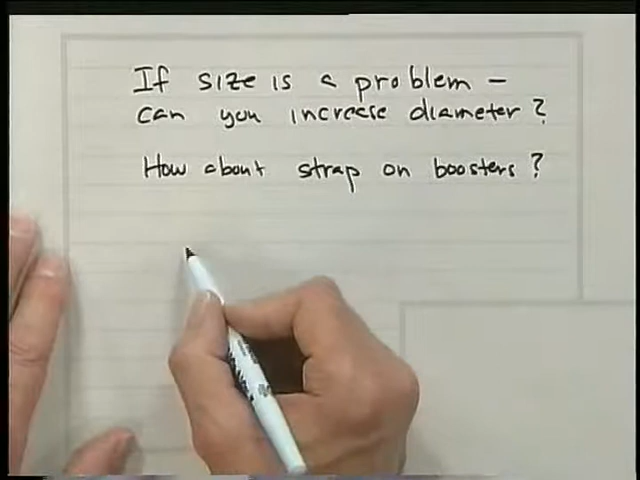 If size is a problem -
can you increase diameter?
How about strap on boosters?